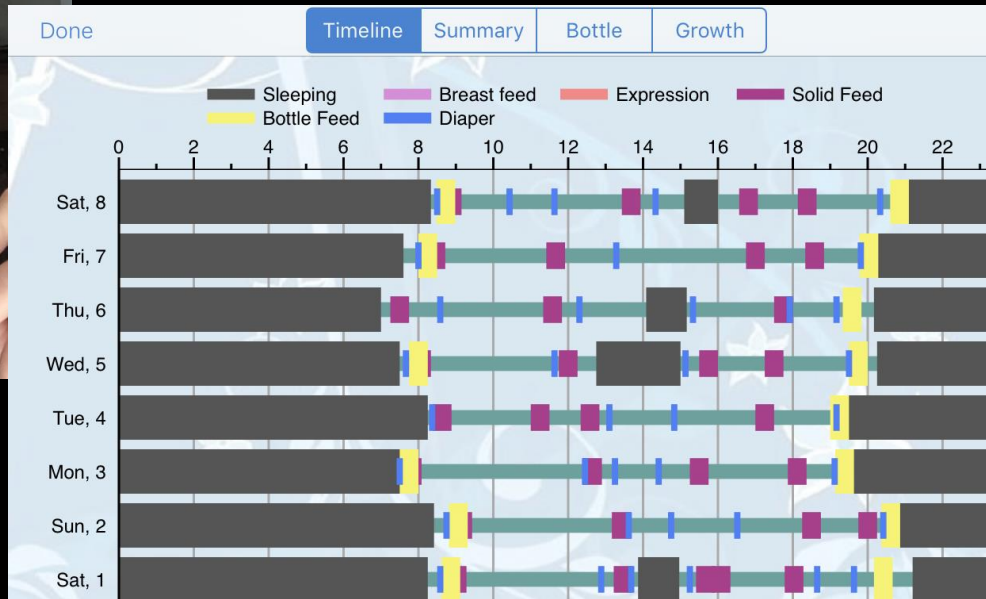 Done Timeline Summary Bottle Growth
Sleeping Breast feed Expression Solid Feed
Bottle Feed Diaper
0 2 4 6 8 10 12 14 16 18 20 22
Sat, 8
Fri, 7
Thu, 6
Wed, 5
Tue, 4
Mon, 3
Sun, 2
Sat, 1